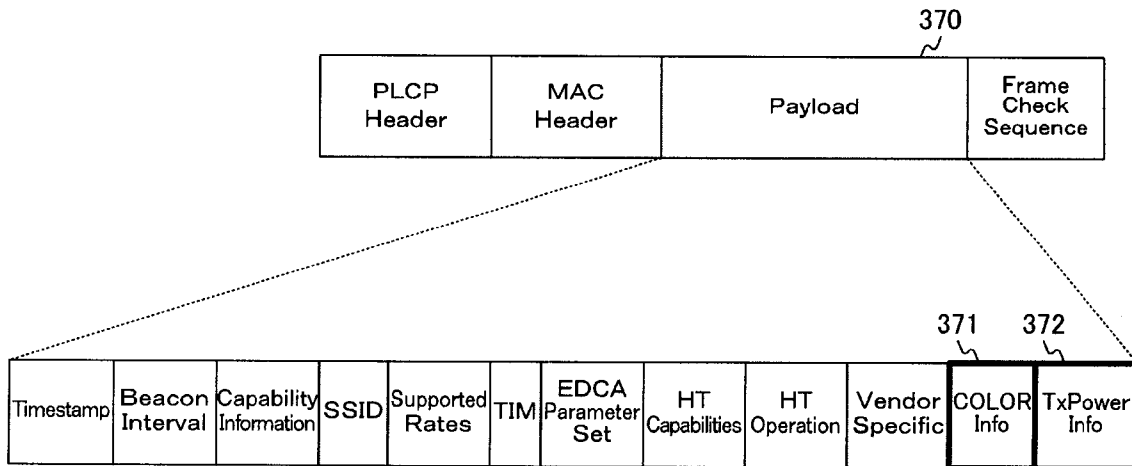 370
PLCP
Header
MAC
Header
Payload
Frame
Check
Sequence
371
372
Timestamp
Beacon
Interval
Capability
Information
SSID
Supported
Rates
TIM
EDCA
Parameter
Set
HT
Capabilities
HT
Operation
Vendor
Specific
COLOR
Info
TxPower
Info